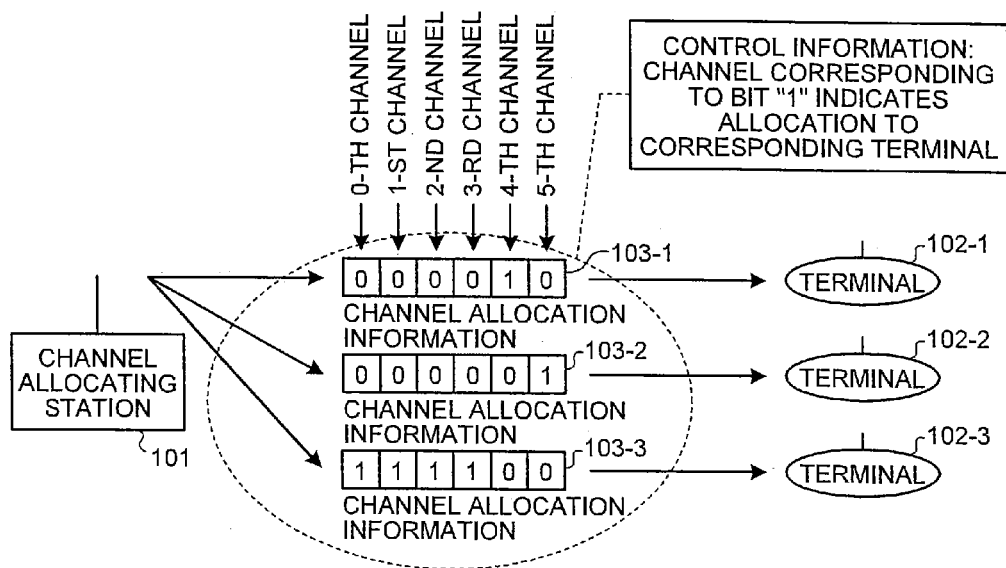 0-TH CHANNEL
1-ST CHANNEL
2-ND CHANNEL
3-RD CHANNEL
4-TH CHANNEL
5-TH CHANNEL
CONTROL INFORMATION:
CHANNEL CORRESPONDING
TO BIT "1" INDICATES
ALLOCATION TO
CORRESPONDING TERMINAL
0 0 0 0 1 0
103-1
CHANNEL ALLOCATION
INFORMATION
TERMINAL
102-1
CHANNEL
ALLOCATING
STATION
101
0 0 0 0 0 1
103-2
CHANNEL ALLOCATION
INFORMATION
TERMINAL
102-2
1 1 1 1 0 0
103-3
CHANNEL ALLOCATION
INFORMATION
TERMINAL
102-3